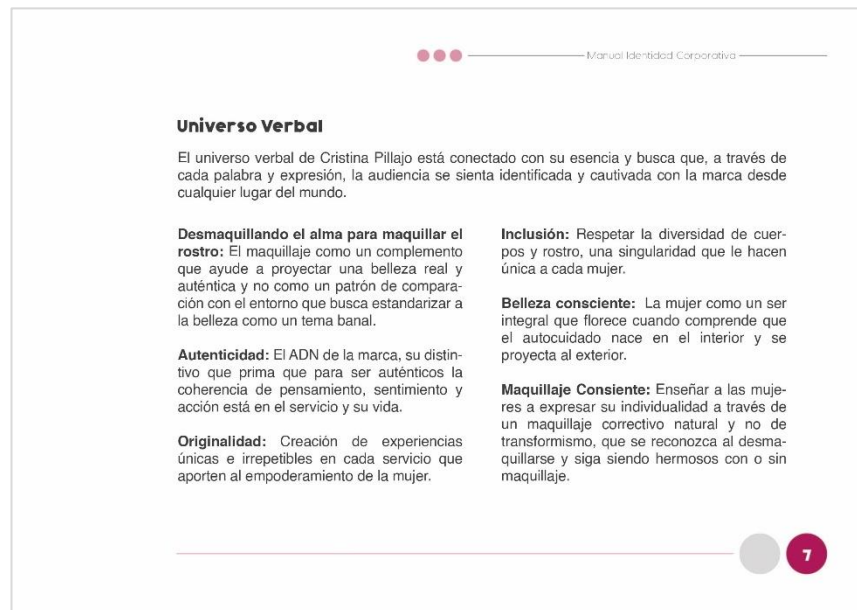 Manual Identidad Corporativa
Universo Verbal
El universo verbal de Cristina Pillajo está conectado con su esencia y busca que, a través de
cada palabra y expresión, la audiencia se sienta identificada y cautivada con la marca desde
cualquier lugar del mundo.
Desmaquillando el alma para maquillar el
rostro: El maquillaje como un complemento
que ayude a proyectar una belleza real y
auténtica y no como un patrón de compara-
ción con el entorno que busca estandarizar a
la belleza como un tema banal.
Autenticidad: El ADN de la marca, su distin-
tivo que prima que para ser auténticos la
coherencia de pensamiento, sentimiento y
acción está en el servicio y su vida.
Originalidad: Creación de experiencias
únicas e irrepetibles en cada servicio que
aporten al empoderamiento de la mujer.
Inclusión: Respetar la diversidad de cuer-
pos y rostro, una singularidad que le hacen
única a cada mujer.
Belleza consciente: La mujer como un ser
integral que florece cuando comprende que
el autocuidado nace en el interior y se
proyecta al exterior.
Maquillaje Consiente: Enseñar a las muje-
res a expresar su individualidad a través de
un maquillaje correctivo natural y no de
transformismo, que se reconozca al desma-
quillarse y siga siendo hermosos con o sin
maquillaje.
7